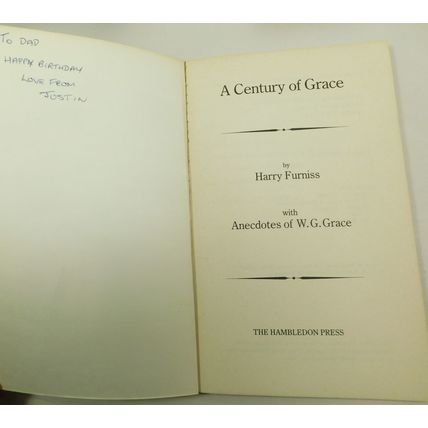 TO DAD
HAPPY BIRTHDAY
LOVE FROM
JUSTIN
A Century of Grace
by
Harry Furniss
with
Anecdotes of W.G.Grace
THE HAMBLEDON PRESS